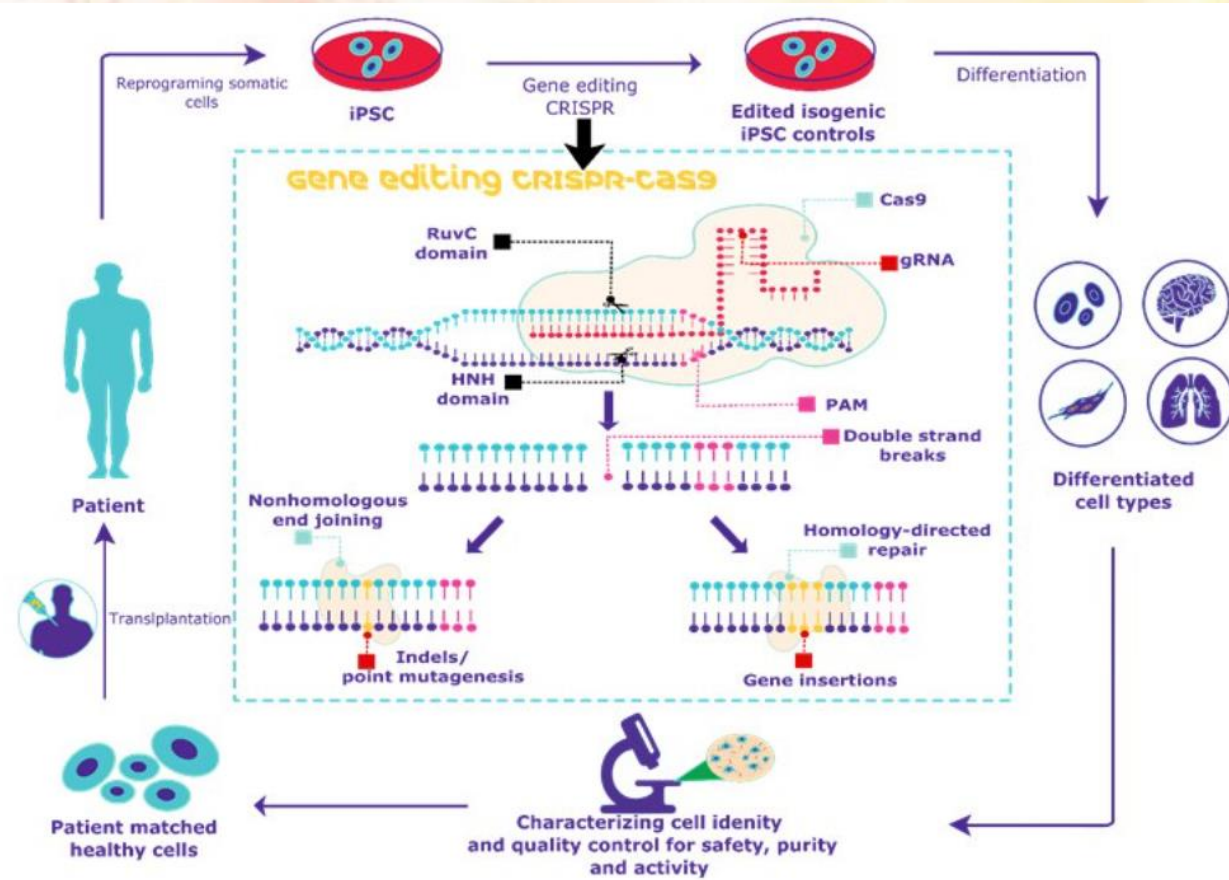 Reprograming somatic
cells
iPSC
Gene editing
CRISPR
Edited isogenic
iPSC controls
Differentiation
Gene editing CRISPR-Cas9
RuvC
domain
Cas9
gRNA
HNH
domain
PAM
Double strand
breaks
Nonhomologous
end joining
Homology-directed
repair
Indels/
point mutagenesis
Gene insertions
Patient
Differentiated
cell types
Translplantation
Patient matched
healthy cells
Characterizing cell idenity
and quality control for safety, purity
and activity